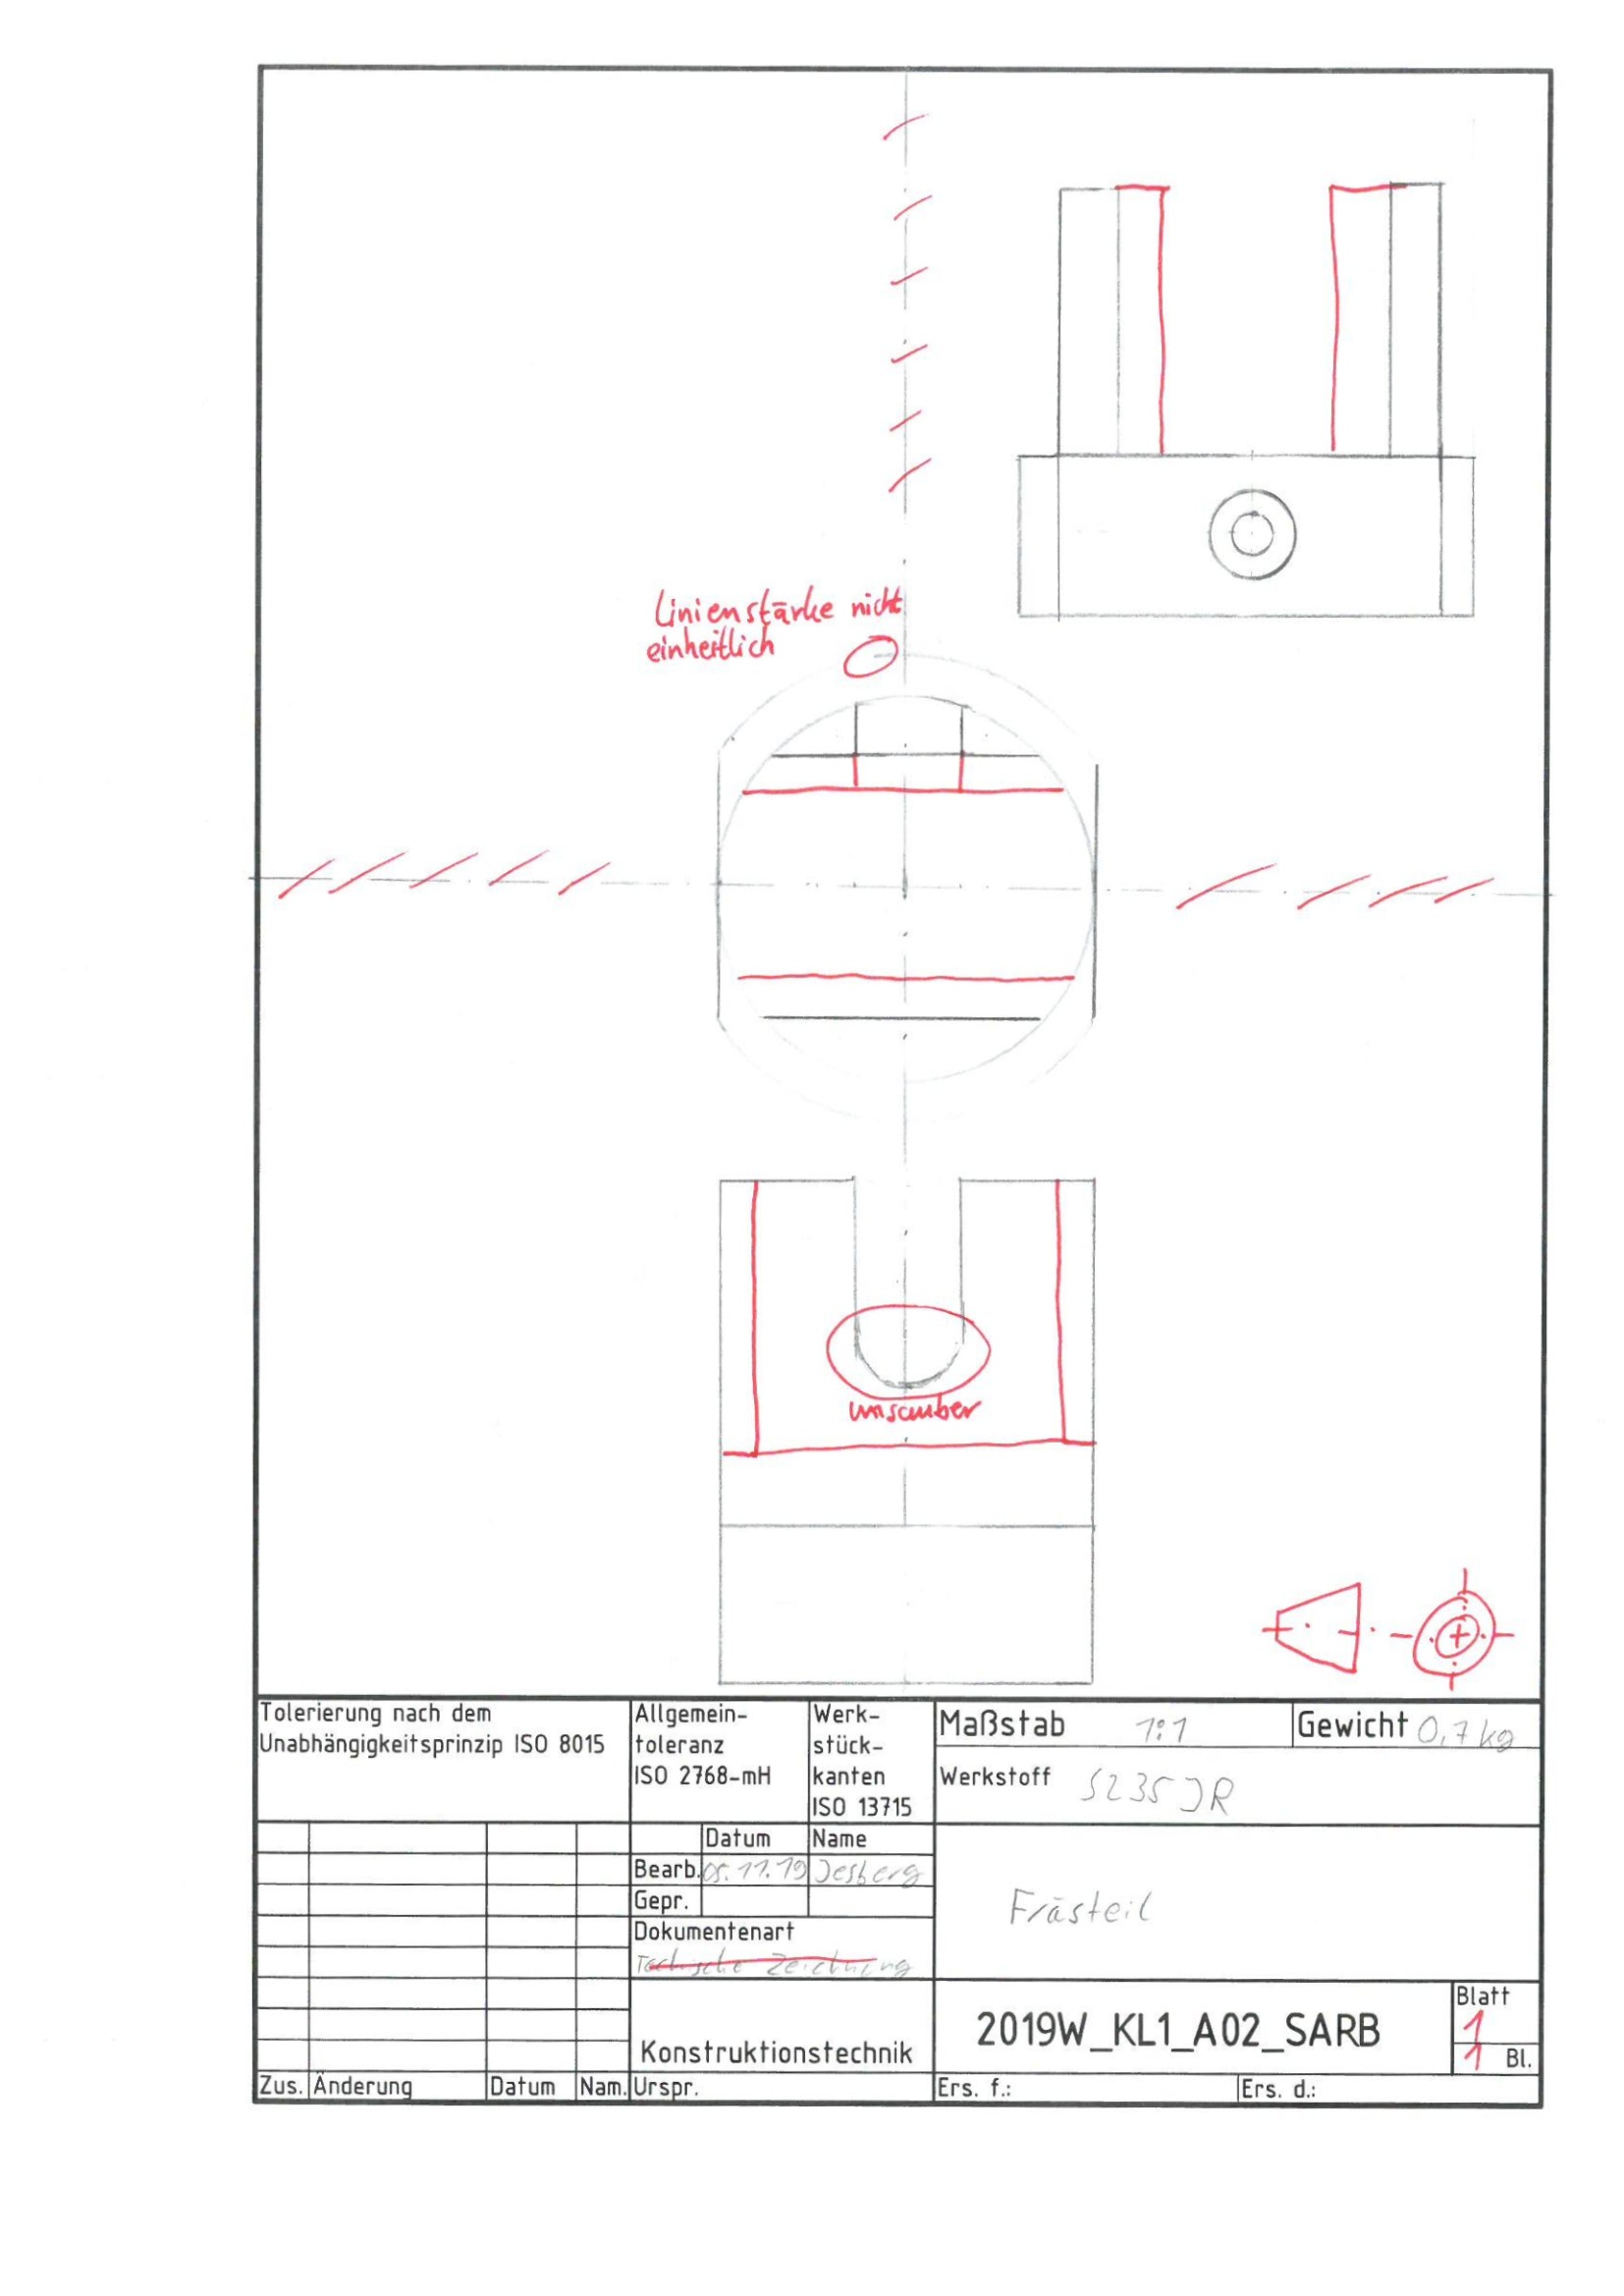 Linienstärke nicht
einheitlich
unsauber
Tolerierung nach dem
Unabhängigkeitsprinzip ISO 8015
Allgemein-
toleranz
ISO 2768-mH
Werk-
stück-
kanten
ISO 13715
Maßstab 1:1
Gewicht 0,7 kg
Werkstoff S235JR
Datum Name
Bearb. 05.11.19 Jesberg
Gepr.
Dokumentenart
Technische Zeichnung
Frästeil
Konstruktionstechnik
2019W_KL1_A02_SARB
Blatt
1
1 Bl.
Zus. Änderung Datum Nam. Urspr. Ers. f.: Ers. d.: